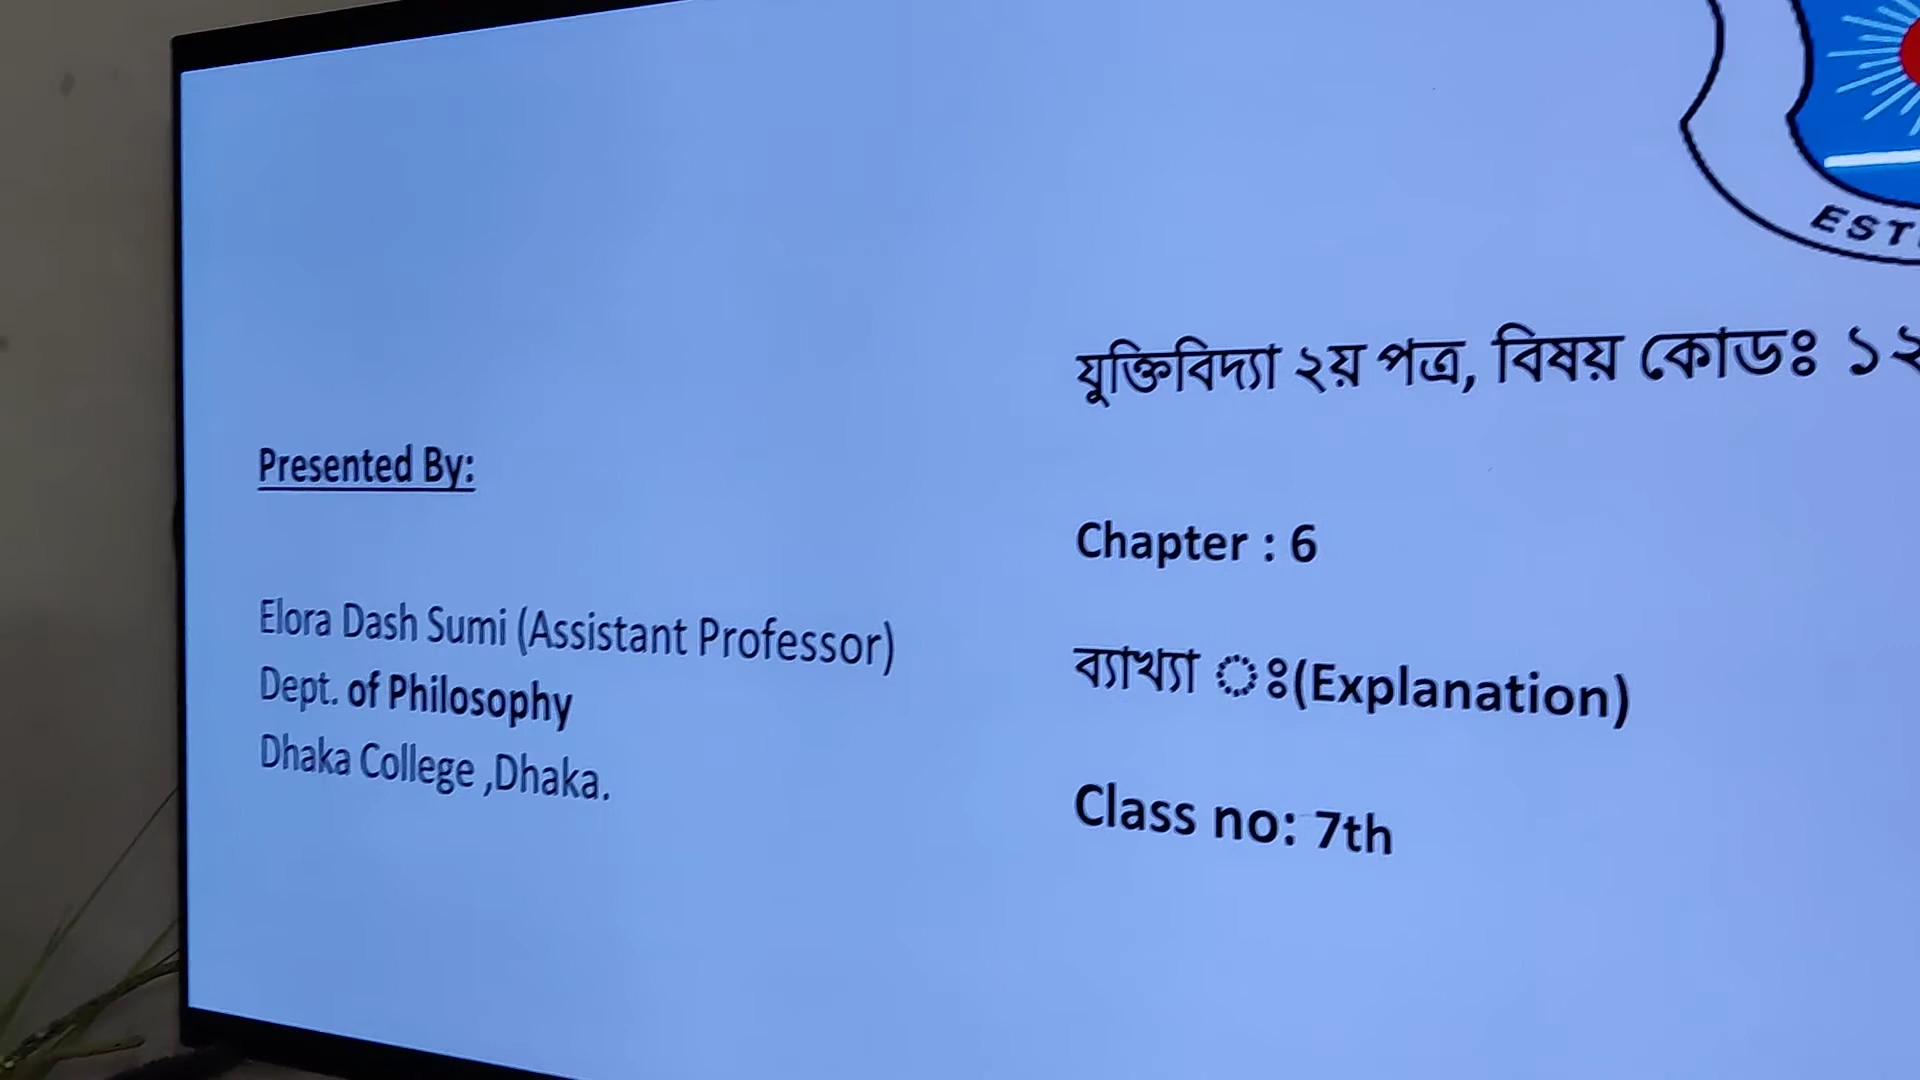 EST
যুক্তিবিদ্যা ২য় পত্র, বিষয় কোডঃ ১২
Presented By:
Elora Dash Sumi (Assistant Professor)
Dept. of Philosophy
Dhaka College ,Dhaka.
Chapter : 6
ব্যাখ্যা ঃ(Explanation)
Class no: 7th